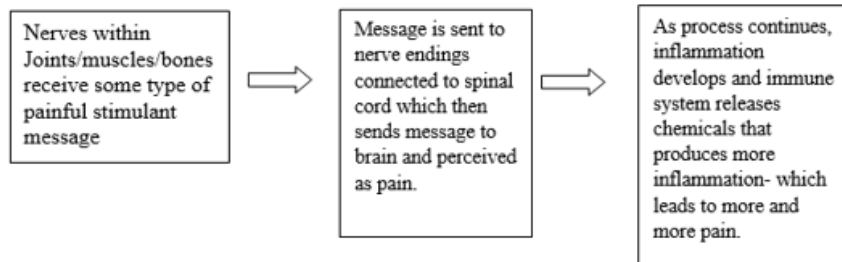 Nerves within
Joints/muscles/bones
receive some type of
painful stimulant
message
Message is sent to
nerve endings
connected to spinal
cord which then
sends message to
brain and perceived
as pain.
As process continues,
inflammation
develops and immune
system releases
chemicals that
produces more
inflammation- which
leads to more and
more pain.